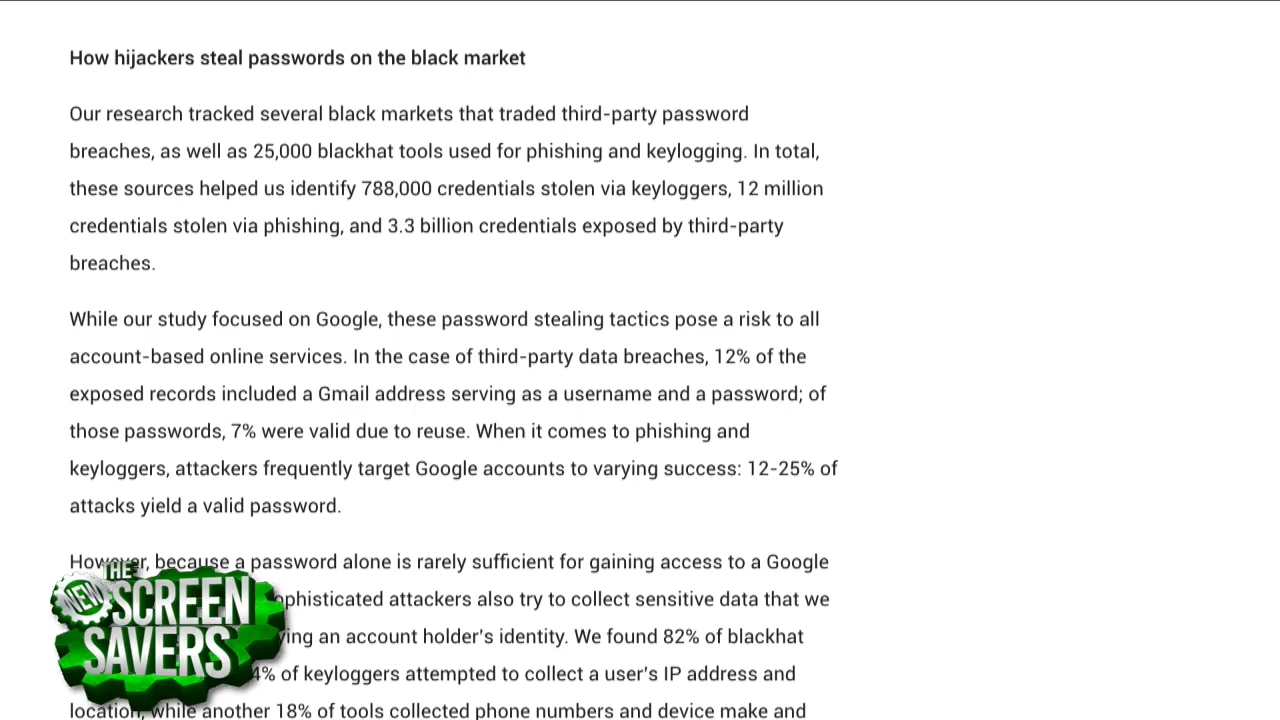 How hijackers steal passwords on the black market
Our research tracked several black markets that traded third-party password
breaches, as well as 25,000 blackhat tools used for phishing and keylogging. In total,
these sources helped us identify 788,000 credentials stolen via keyloggers, 12 million
credentials stolen via phishing, and 3.3 billion credentials exposed by third-party
breaches.
While our study focused on Google, these password stealing tactics pose a risk to all
account-based online services. In the case of third-party data breaches, 12% of the
exposed records included a Gmail address serving as a username and a password; of
those passwords, 7% were valid due to reuse. When it comes to phishing and
keyloggers, attackers frequently target Google accounts to varying success: 12-25% of
attacks yield a valid password.
However, because a password alone is rarely sufficient for gaining access to a Google
phisticated attackers also try to collect sensitive data that we
ing an account holder's identity. We found 82% of blackhat
4% of keyloggers attempted to collect a user's IP address and
location, while another 18% of tools collected phone numbers and device make and
THE
NEW
SCREEN
SAVERS